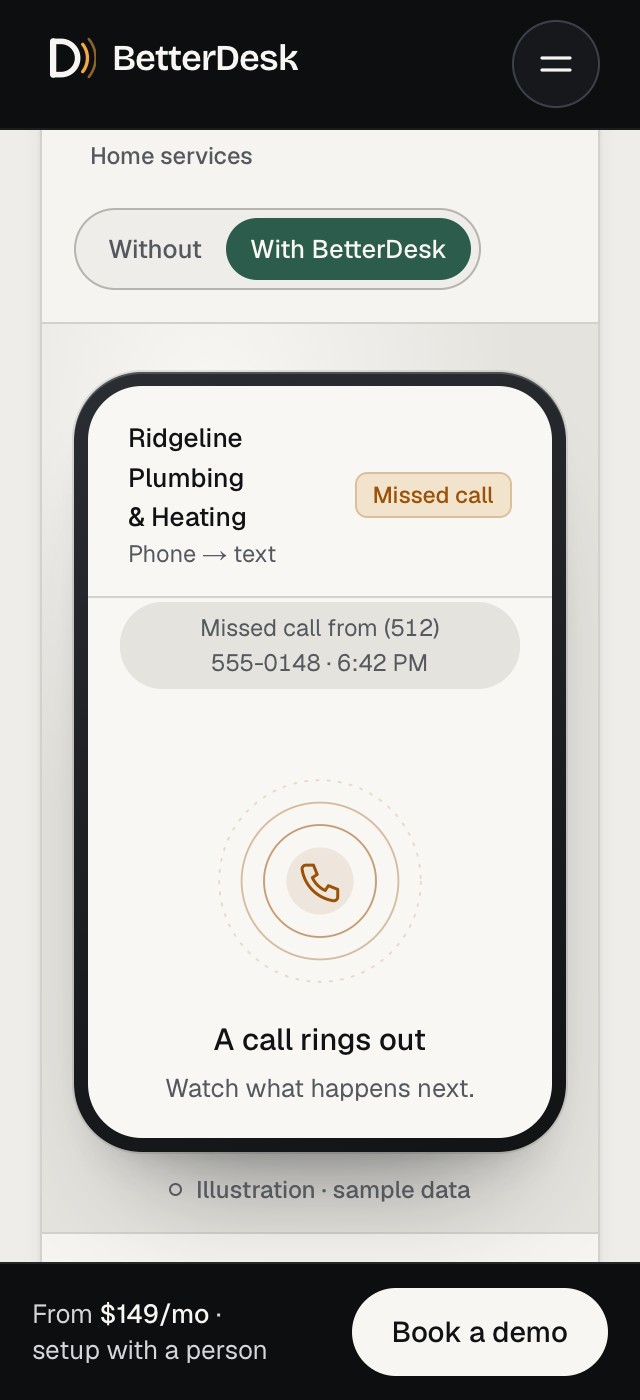 BetterDesk
Home services
Without
With BetterDesk
Ridgeline
Plumbing
& Heating
Phone → text
Missed call
Missed call from (512)
555-0148 · 6:42 PM
A call rings out
Watch what happens next.
Illustration · sample data
From $149/mo ·
setup with a person
Book a demo